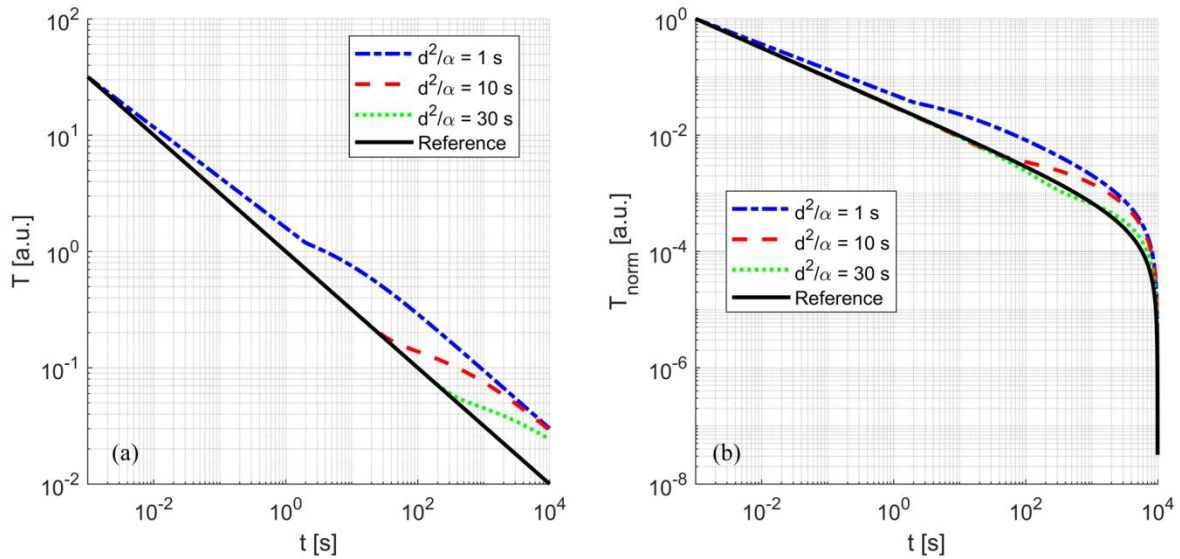 10^2
10^1
10^0
10^-1
10^-2
T [a.u.]
d^2/α = 1 s
d^2/α = 10 s
d^2/α = 30 s
Reference
(a)
10^-2
10^0
10^2
10^4
t [s]
10^0
10^-2
10^-4
10^-6
10^-8
T_norm [a.u.]
d^2/α = 1 s
d^2/α = 10 s
d^2/α = 30 s
Reference
(b)
10^-2
10^0
10^2
10^4
t [s]